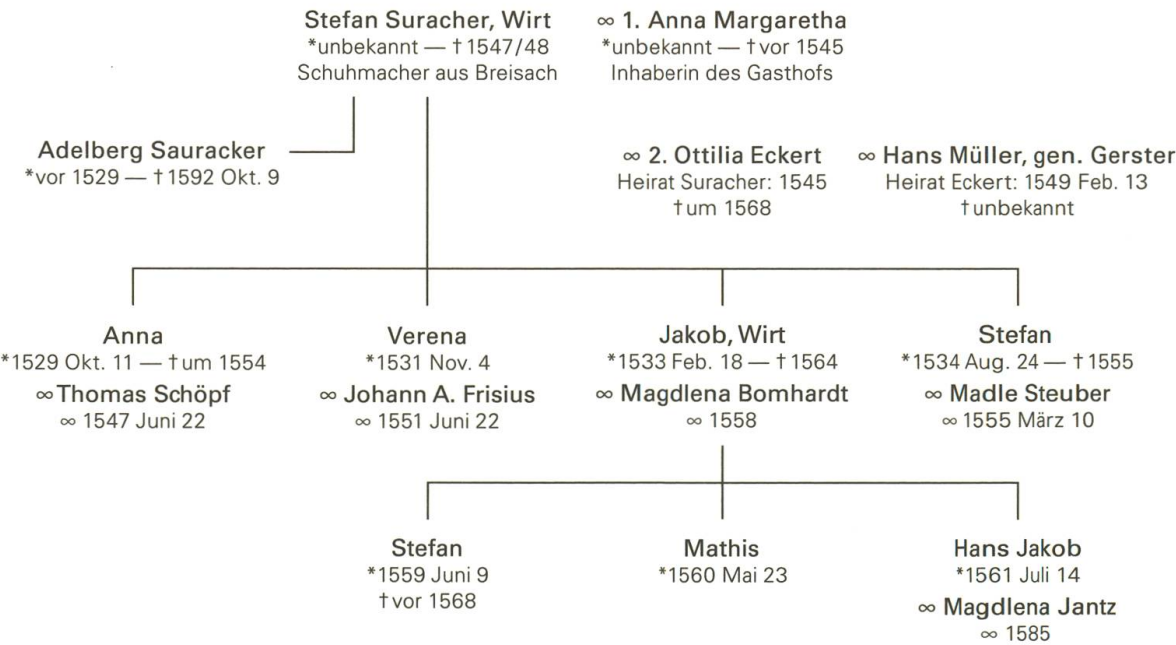 Stefan Suracher, Wirt
*unbekannt — † 1547/48
Schuhmacher aus Breisach
∞ 1. Anna Margaretha
*unbekannt — † vor 1545
Inhaberin des Gasthofs
Adelberg Sauracker
*vor 1529 — † 1592 Okt. 9
∞ 2. Ottilia Eckert
Heirat Suracher: 1545
† um 1568
∞ Hans Müller, gen. Gerster
Heirat Eckert: 1549 Feb. 13
† unbekannt
Anna
*1529 Okt. 11 — † um 1554
∞ Thomas Schöpf
∞ 1547 Juni 22
Verena
*1531 Nov. 4
∞ Johann A. Frisius
∞ 1551 Juni 22
Jakob, Wirt
*1533 Feb. 18 — † 1564
∞ Magdlena Bomhardt
∞ 1558
Stefan
*1534 Aug. 24 — † 1555
∞ Madle Steuber
∞ 1555 März 10
Stefan
*1559 Juni 9
† vor 1568
Mathis
*1560 Mai 23
Hans Jakob
*1561 Juli 14
∞ Magdlena Jantz
∞ 1585